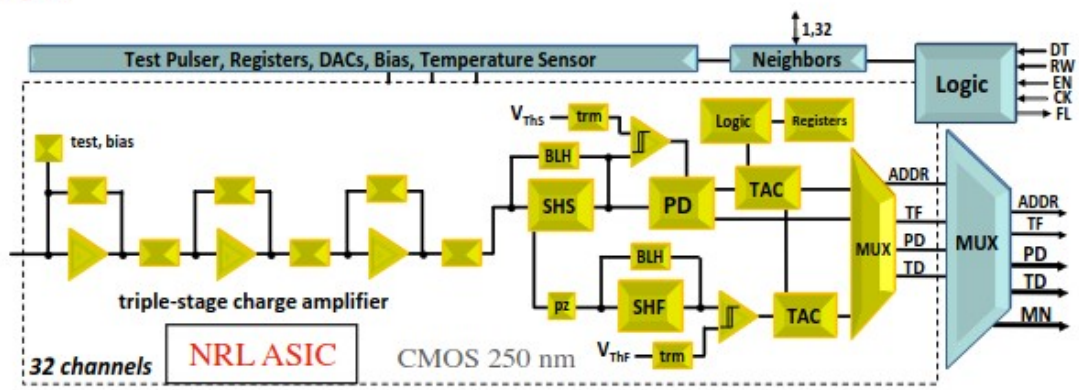 1,32
Test Pulser, Registers, DACs, Bias, Temperature Sensor
Neighbors
Logic
DT
RW
EN
CK
FL
test, bias
VThS
trm
Logic
Registers
BLH
SHS
PD
TAC
MUX
ADDR
TF
PD
TD
MUX
ADDR
TF
PD
TD
MN
BLH
pz
SHF
TAC
VThF
trm
triple-stage charge amplifier
32 channels
NRL ASIC
CMOS 250 nm